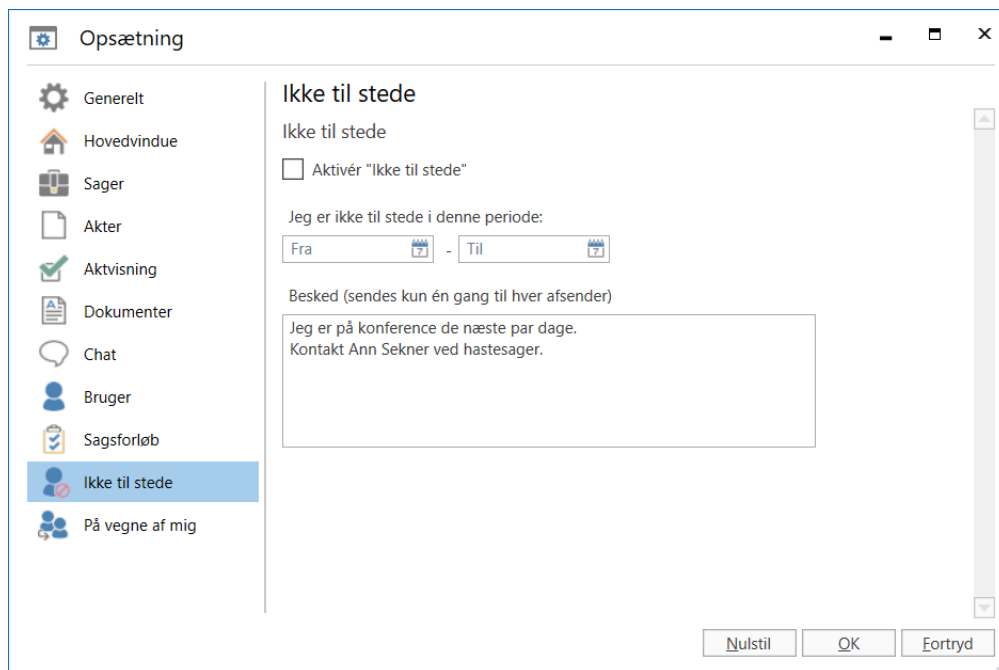 Opsætning
Generelt
Hovedvindue
Sager
Akter
Aktvisning
Dokumenter
Chat
Bruger
Sagsforløb
Ikke til stede
På vegne af mig
Ikke til stede
Ikke til stede
Aktivér "Ikke til stede"
Jeg er ikke til stede i denne periode:
Fra 7 - Til 7
Besked (sendes kun én gang til hver afsender)
Jeg er på konference de næste par dage.
Kontakt Ann Sekner ved hastesager.
Nulstil OK Fortryd